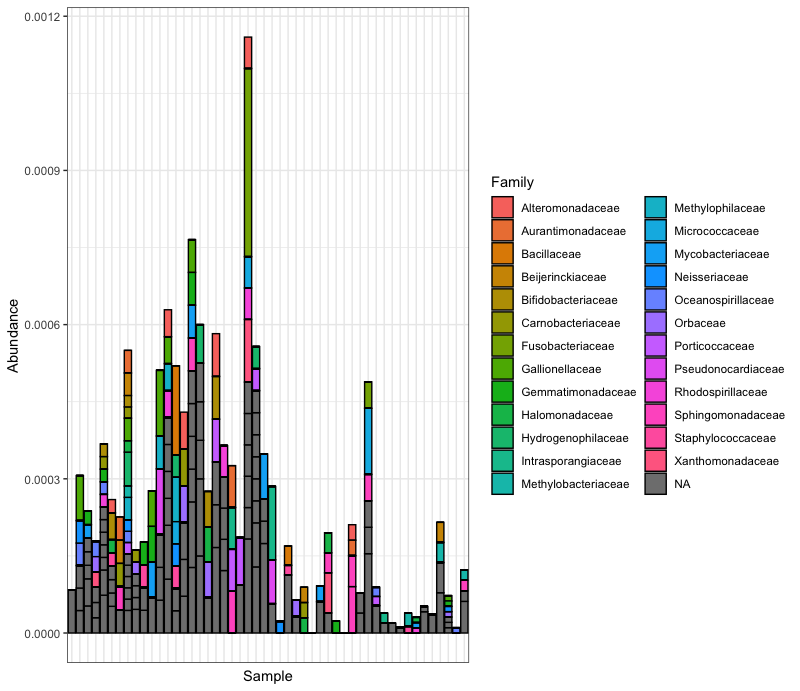 0.0012
0.0009
0.0006
0.0003
0.0000
Abundance
Sample
Family
Alteromonadaceae
Aurantimonadaceae
Bacillaceae
Beijerinckiaceae
Bifidobacteriaceae
Carnobacteriaceae
Fusobacteriaceae
Gallionellaceae
Gemmatimonadaceae
Halomonadaceae
Hydrogenophilaceae
Intrasporangiaceae
Methylobacteriaceae
Methylophilaceae
Micrococcaceae
Mycobacteriaceae
Neisseriaceae
Oceanospirillaceae
Orbaceae
Porticoccaceae
Pseudonocardiaceae
Rhodospirillaceae
Sphingomonadaceae
Staphylococcaceae
Xanthomonadaceae
NA